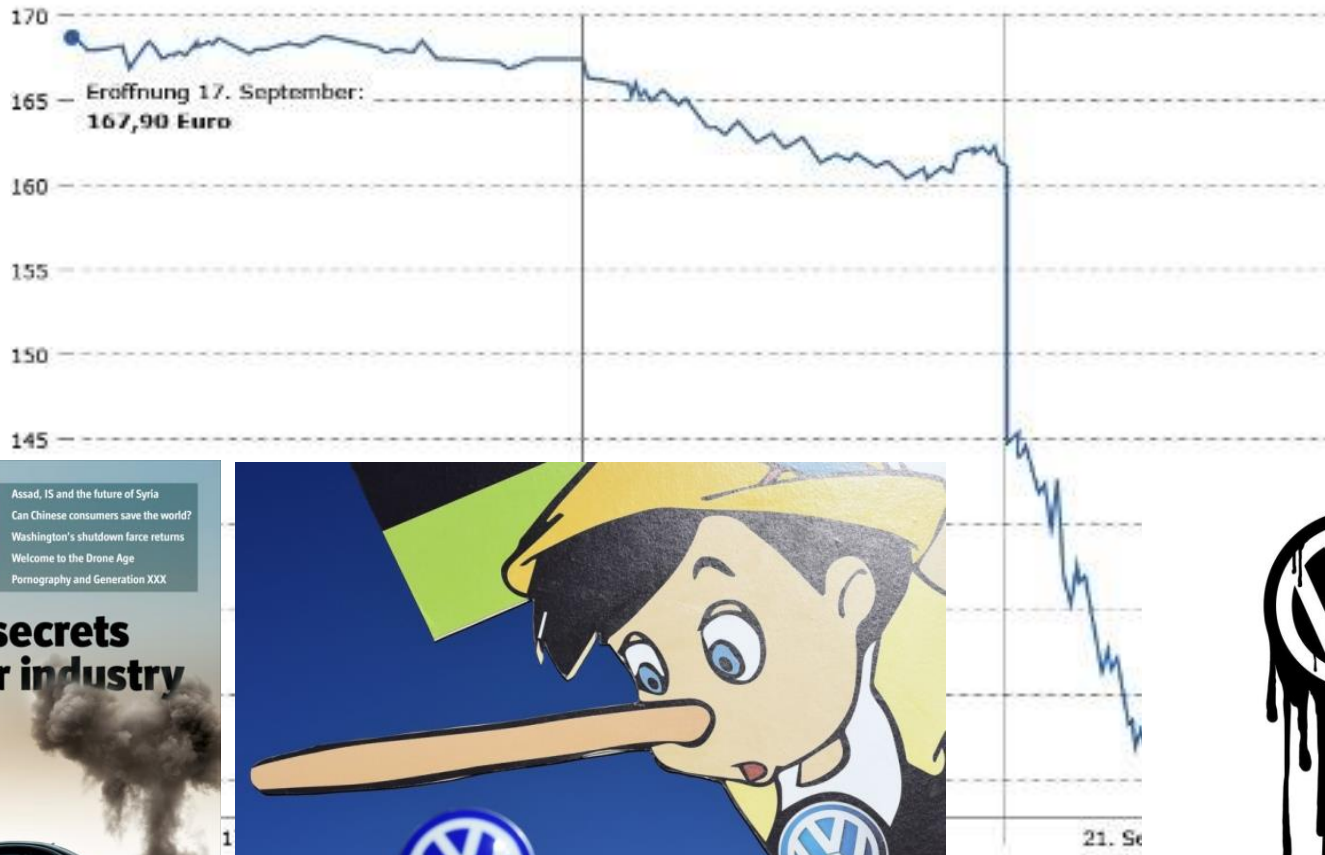 170
165
Eroffnung 17. September:
167,90 Euro
160
155
150
145
Assad, IS and the future of Syria
Can Chinese consumers save the world?
Washington's shutdown farce returns
Welcome to the Drone Age
Pornography and Generation XXX
secrets
industry
21.